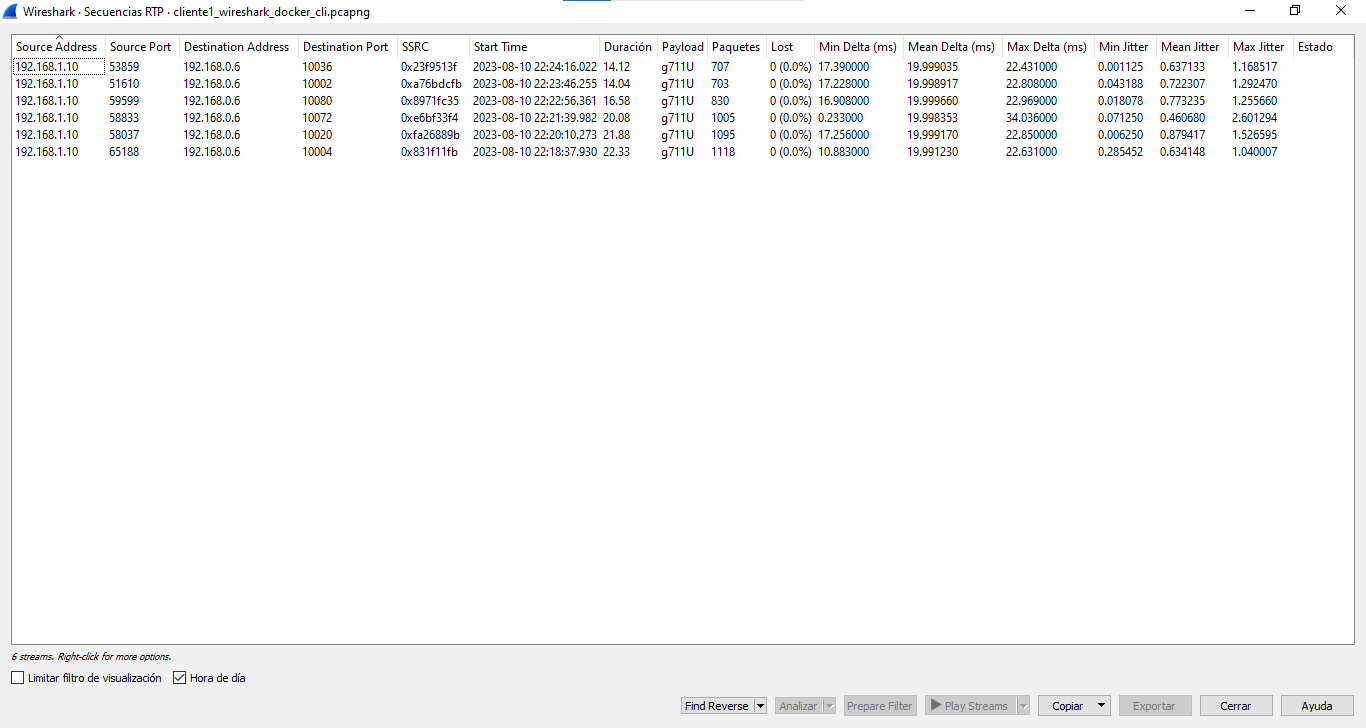 Wireshark · Secuencias RTP · cliente1_wireshark_docker_cli.pcapng
Source Address Source Port Destination Address Destination Port SSRC Start Time Duración Payload Paquetes Lost Min Delta (ms) Mean Delta (ms) Max Delta (ms) Min Jitter Mean Jitter Max Jitter Estado
192.168.1.10 53859 192.168.0.6 10036 0x23f9513f 2023-08-10 22:24:16.022 14.12 g711U 707 0 (0.0%) 17.390000 19.999035 22.431000 0.001125 0.637133 1.168517
192.168.1.10 51610 192.168.0.6 10002 0xa76bdcfb 2023-08-10 22:23:46.255 14.04 g711U 703 0 (0.0%) 17.228000 19.998917 22.808000 0.043188 0.722307 1.292470
192.168.1.10 59599 192.168.0.6 10080 0x8971fc35 2023-08-10 22:22:56.361 16.58 g711U 830 0 (0.0%) 16.908000 19.999660 22.969000 0.018078 0.773235 1.255660
192.168.1.10 58833 192.168.0.6 10072 0xe6bf33f4 2023-08-10 22:21:39.982 20.08 g711U 1005 0 (0.0%) 0.233000 19.998353 34.036000 0.071250 0.460680 2.601294
192.168.1.10 58037 192.168.0.6 10020 0xfa26889b 2023-08-10 22:20:10.273 21.88 g711U 1095 0 (0.0%) 17.256000 19.999170 22.850000 0.006250 0.879417 1.526595
192.168.1.10 65188 192.168.0.6 10004 0x831f11fb 2023-08-10 22:18:37.930 22.33 g711U 1118 0 (0.0%) 10.883000 19.991230 22.631000 0.285452 0.634148 1.040007
6 streams. Right-click for more options.
Limitar filtro de visualización Hora de día
Find Reverse Analizar Prepare Filter Play Streams Copiar Exportar Cerrar Ayuda